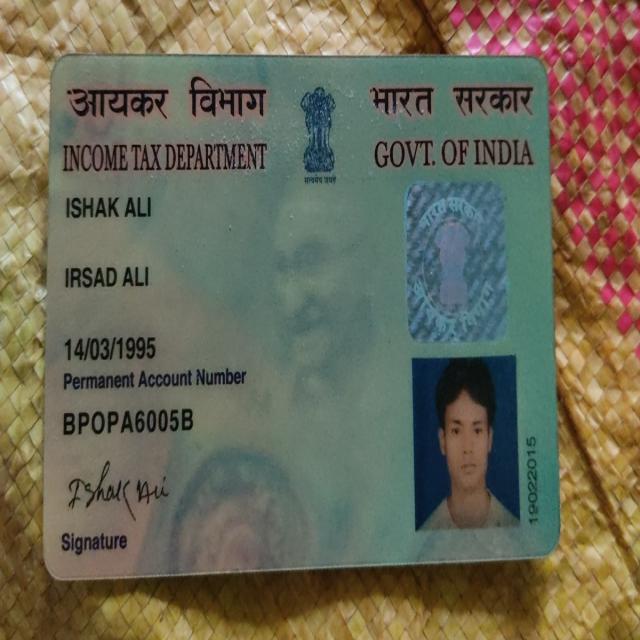 आयकर विभाग भारत सरकार
INCOME TAX DEPARTMENT GOVT. OF INDIA
सत्यमेव जयते
ISHAK ALI
IRSAD ALI
14/03/1995
Permanent Account Number
BPOPA6005B
Ishak Ali
Signature
19022015